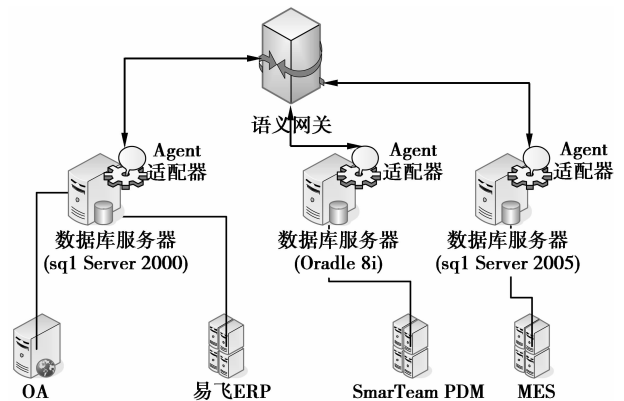 语义网关
Agent
适配器
Agent
适配器
Agent
适配器
数据库服务器
(sq1 Server 2000)
数据库服务器
(Oradle 8i)
数据库服务器
(sq1 Server 2005)
OA
易飞ERP
SmarTeam PDM
MES